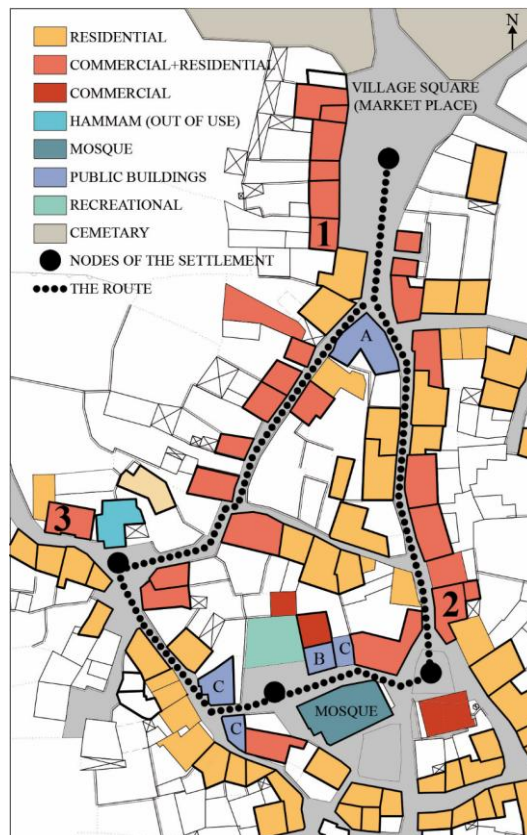 N
RESIDENTIAL
COMMERCIAL+RESIDENTIAL
COMMERCIAL
HAMMAM (OUT OF USE)
MOSQUE
PUBLIC BUILDINGS
RECREATIONAL
CEMETARY
NODES OF THE SETTLEMENT
THE ROUTE
VILLAGE SQUARE
(MARKET PLACE)
1
A
3
2
B
C
C
MOSQUE
C